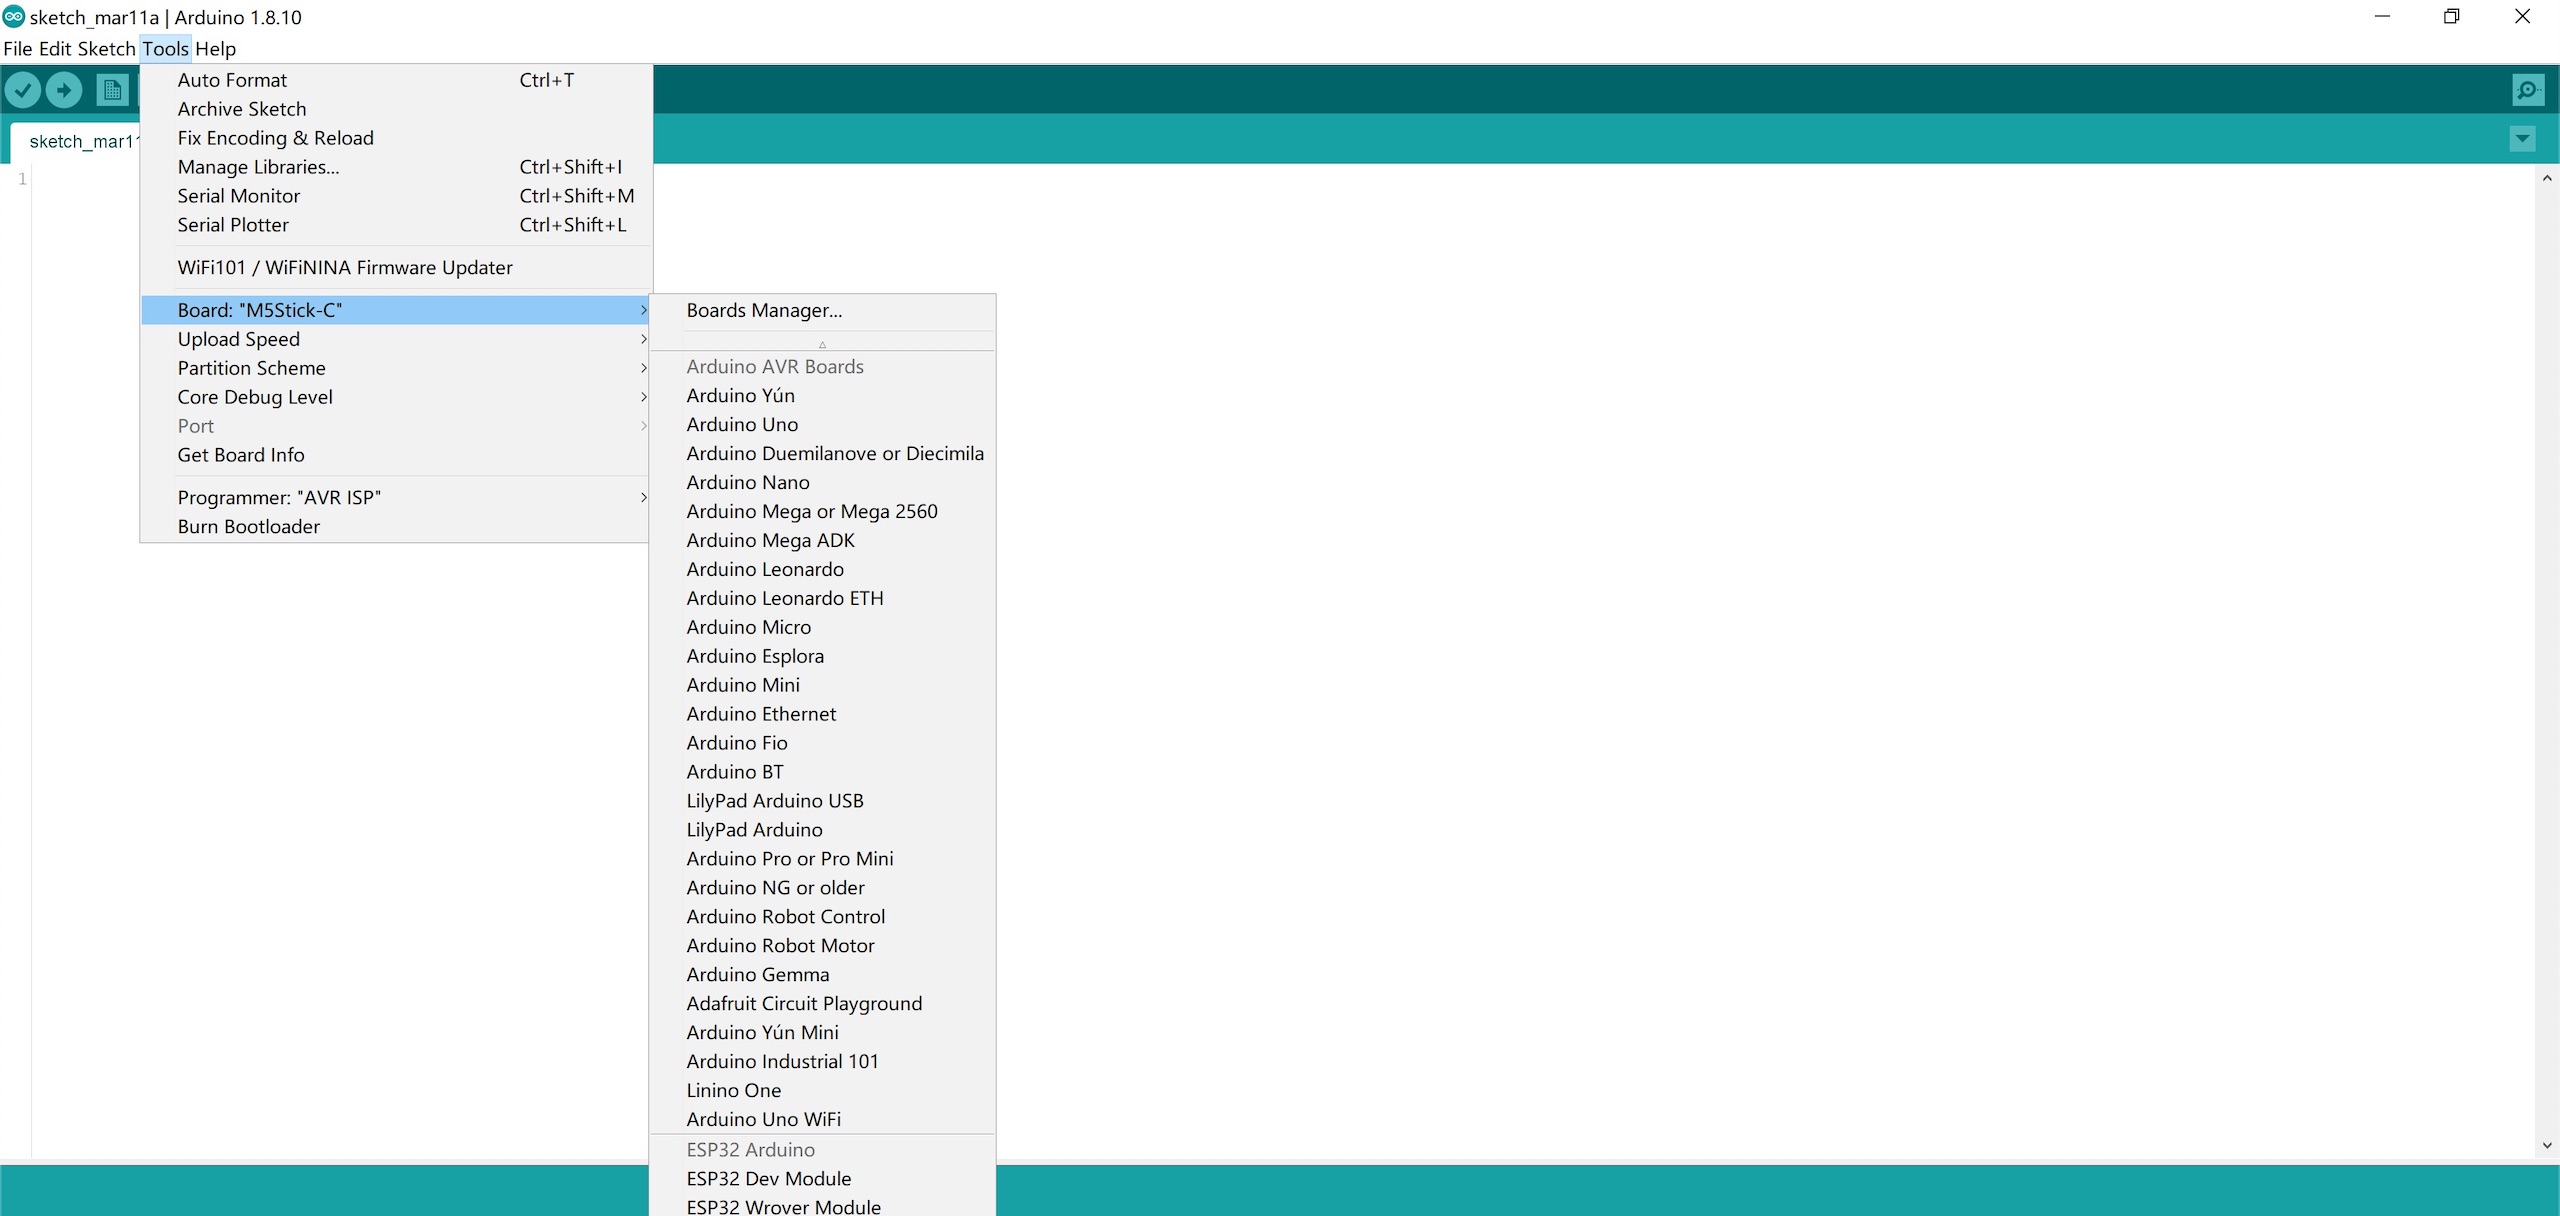 sketch_mar11a | Arduino 1.8.10
File Edit Sketch Tools Help
Auto Format Ctrl+T
Archive Sketch
Fix Encoding & Reload
Manage Libraries... Ctrl+Shift+I
Serial Monitor Ctrl+Shift+M
Serial Plotter Ctrl+Shift+L
WiFi101 / WiFiNINA Firmware Updater
Board: "M5Stick-C"
Upload Speed
Partition Scheme
Core Debug Level
Port
Get Board Info
Programmer: "AVR ISP"
Burn Bootloader
sketch_mar11
1
Boards Manager...
Arduino AVR Boards
Arduino Yún
Arduino Uno
Arduino Duemilanove or Diecimila
Arduino Nano
Arduino Mega or Mega 2560
Arduino Mega ADK
Arduino Leonardo
Arduino Leonardo ETH
Arduino Micro
Arduino Esplora
Arduino Mini
Arduino Ethernet
Arduino Fio
Arduino BT
LilyPad Arduino USB
LilyPad Arduino
Arduino Pro or Pro Mini
Arduino NG or older
Arduino Robot Control
Arduino Robot Motor
Arduino Gemma
Adafruit Circuit Playground
Arduino Yún Mini
Arduino Industrial 101
Linino One
Arduino Uno WiFi
ESP32 Arduino
ESP32 Dev Module
ESP32 Wrover Module